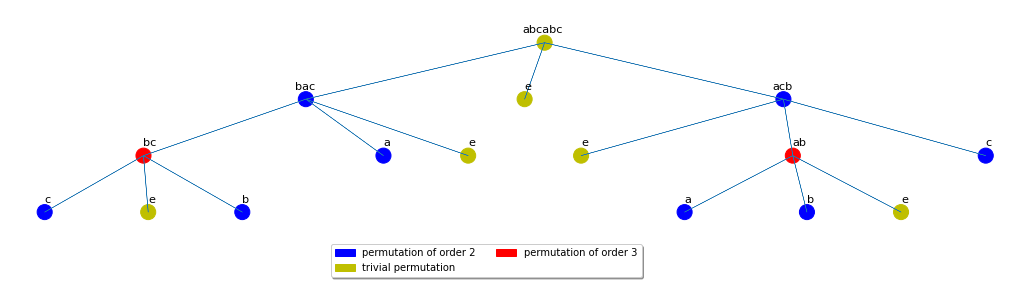 abcabc
bac e acb
bc a e e ab c
c e b a b e
permutation of order 2 permutation of order 3
trivial permutation